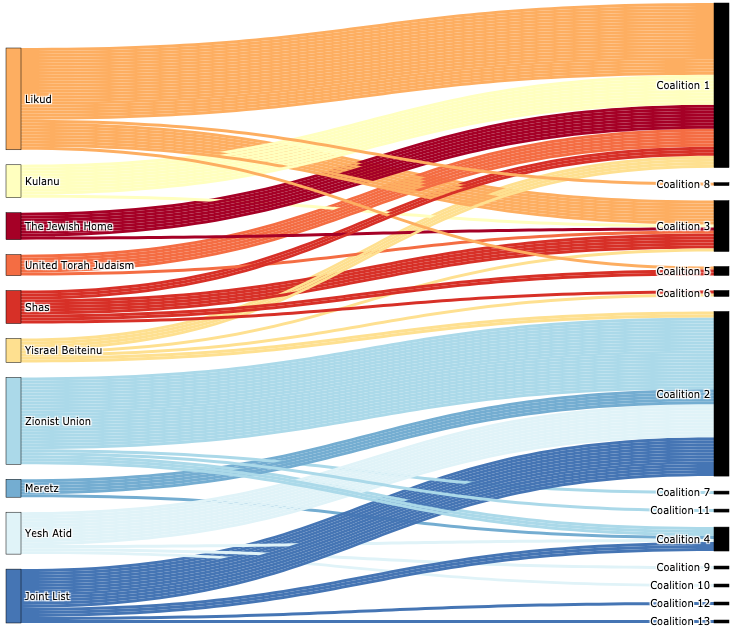 Likud
Kulanu
The Jewish Home
United Torah Judaism
Shas
Yisrael Beiteinu
Zionist Union
Meretz
Yesh Atid
Joint List
Coalition 1
Coalition 8
Coalition 3
Coalition 5
Coalition 6
Coalition 2
Coalition 7
Coalition 11
Coalition 4
Coalition 9
Coalition 10
Coalition 12
Coalition 13